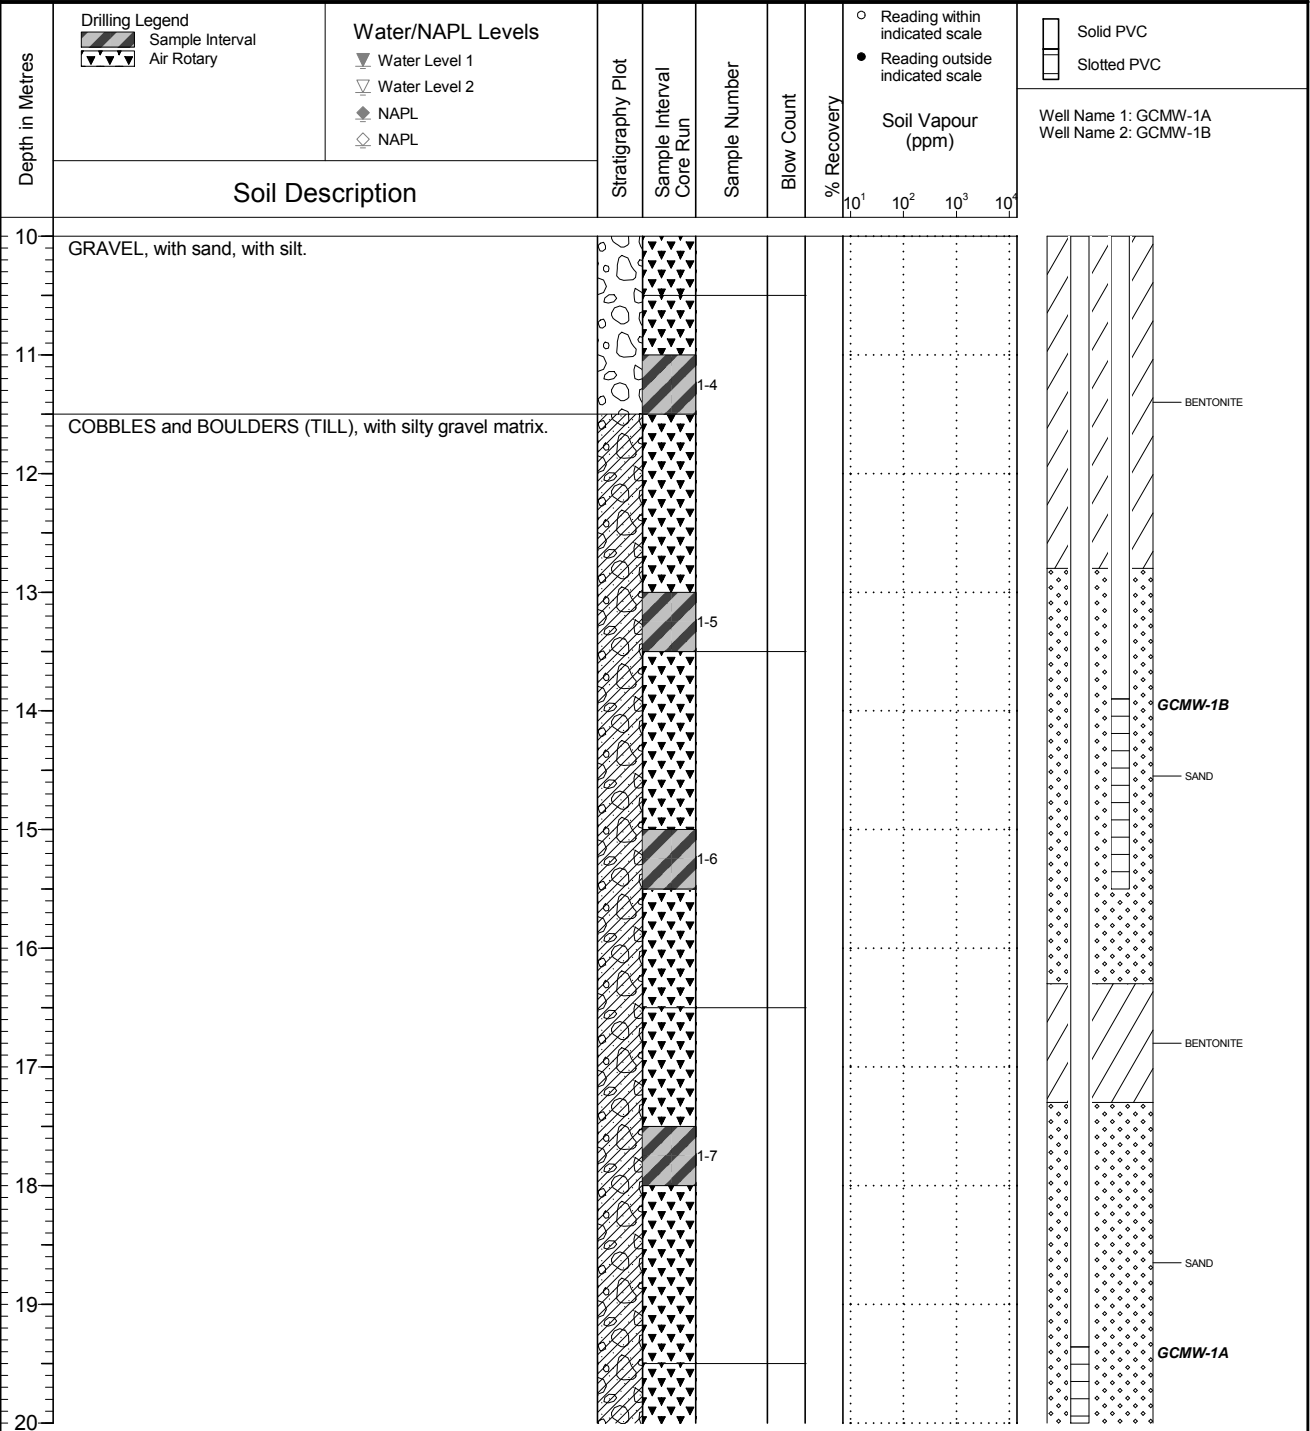 Depth in Metres
Drilling Legend
Sample Interval
Air Rotary
Water/NAPL Levels
Water Level 1
Water Level 2
NAPL
NAPL
Soil Description
Stratigraphy Plot
Sample Interval
Core Run
Sample Number
Blow Count
% Recovery
Reading within
indicated scale
Reading outside
indicated scale
Soil Vapour
(ppm)
10¹ 10² 10³ 10⁴
Solid PVC
Slotted PVC
Well Name 1: GCMW-1A
Well Name 2: GCMW-1B
10
GRAVEL, with sand, with silt.
11
1-4
BENTONITE
COBBLES and BOULDERS (TILL), with silty gravel matrix.
12
13
1-5
14
GCMW-1B
SAND
15
1-6
16
BENTONITE
17
1-7
18
SAND
19
GCMW-1A
20